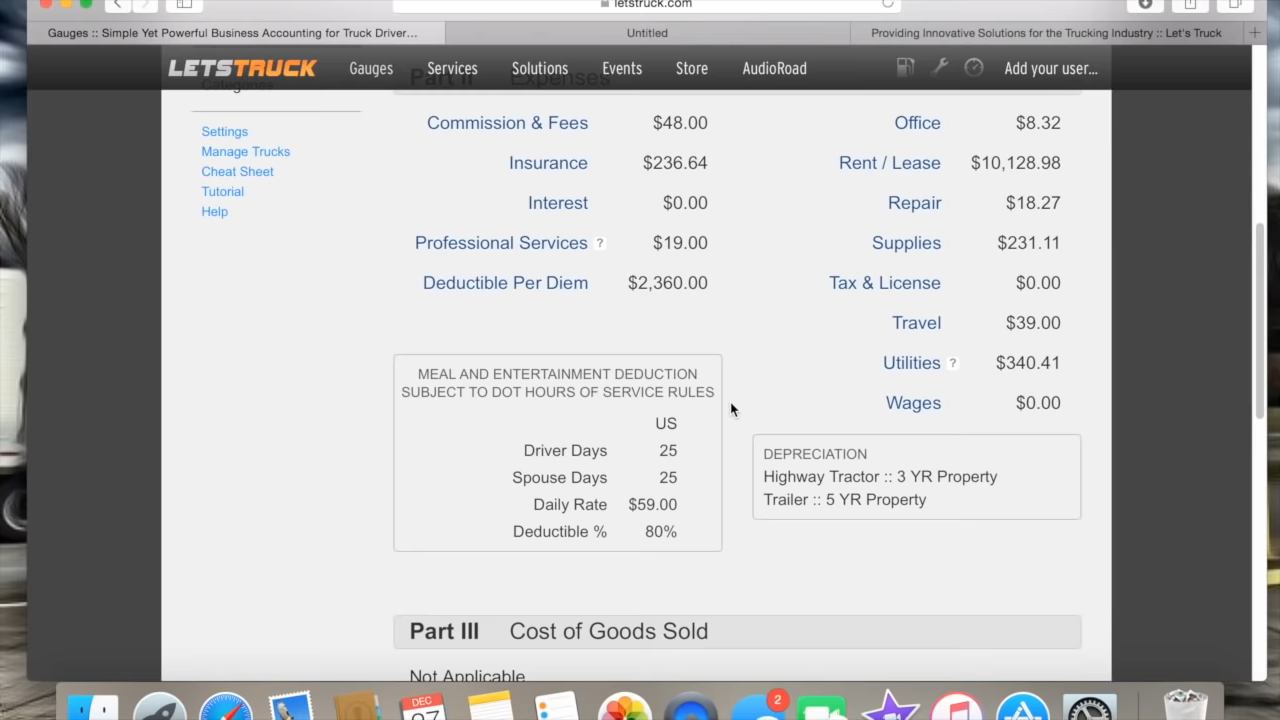 letstruck.com
Gauges :: Simple Yet Powerful Business Accounting for Truck Driver...
Untitled
Providing Innovative Solutions for the Trucking Industry :: Let's Truck
LETSTRUCK
Gauges
Services
Solutions
Events
Store
AudioRoad
Add your user...
Part II Expenses
Categories
Settings
Manage Trucks
Cheat Sheet
Tutorial
Help
Commission & Fees $48.00
Insurance $236.64
Interest $0.00
Professional Services ? $19.00
Deductible Per Diem $2,360.00
MEAL AND ENTERTAINMENT DEDUCTION
SUBJECT TO DOT HOURS OF SERVICE RULES
US
Driver Days 25
Spouse Days 25
Daily Rate $59.00
Deductible % 80%
Office $8.32
Rent / Lease $10,128.98
Repair $18.27
Supplies $231.11
Tax & License $0.00
Travel $39.00
Utilities ? $340.41
Wages $0.00
DEPRECIATION
Highway Tractor :: 3 YR Property
Trailer :: 5 YR Property
Part III Cost of Goods Sold
Not Applicable
DEC
2